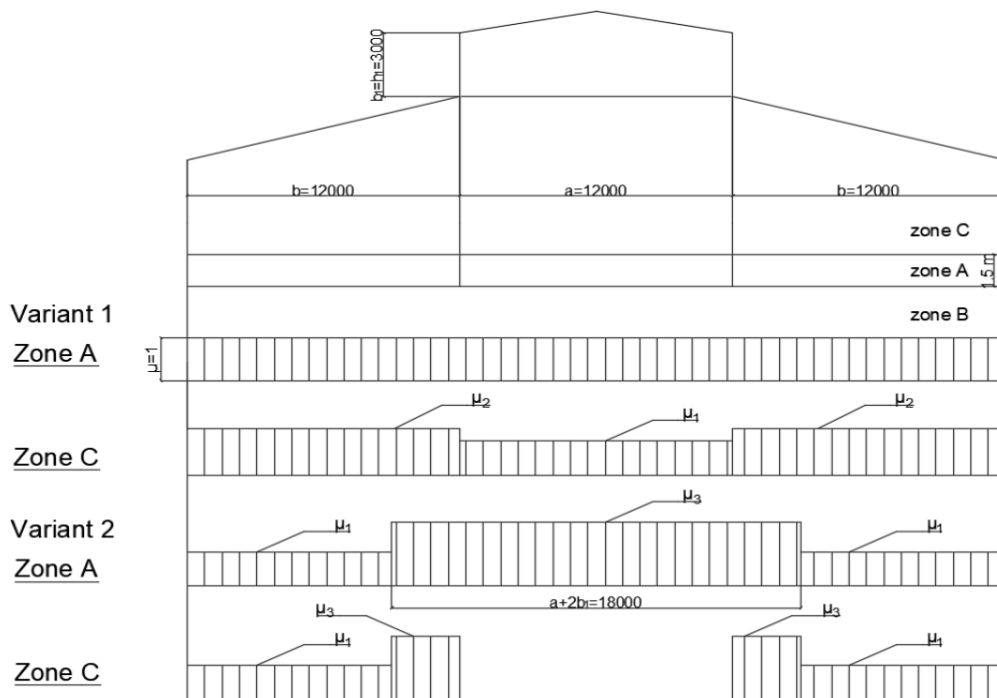 b₁=h₁=3000
b=12000
a=12000
b=12000
zone C
zone A
1.5 m
Variant 1
zone B
Zone A
μ=1
μ₂
μ₁
μ₂
Zone C
μ₃
Variant 2
μ₁
μ₁
Zone A
a+2b₁=18000
μ₃
μ₃
μ₁
μ₁
Zone C